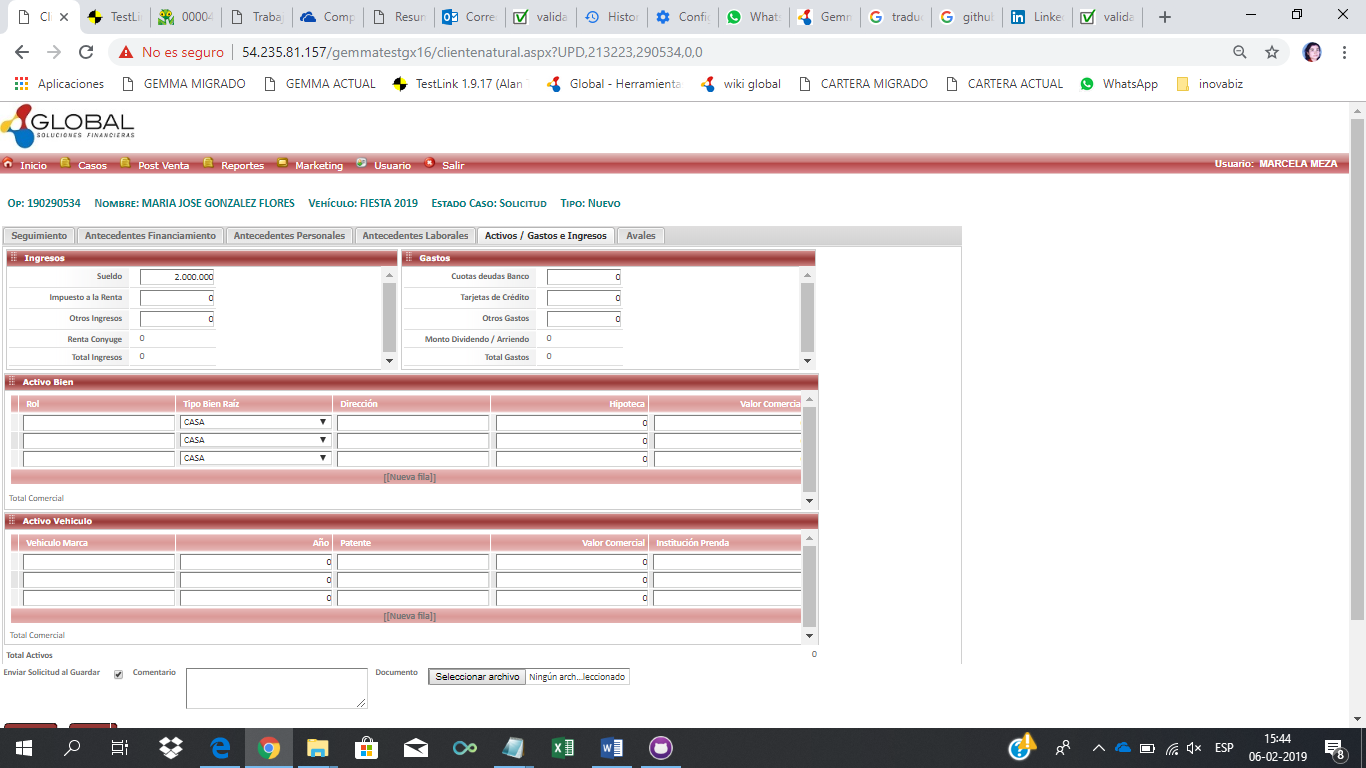 Cli TestLi 00004 Traba Comp Resun Corre valida Histor Config What: Gemm tradu githu Linke valida
No es seguro 54.235.81.157/gemmatestgx16/clientenatural.aspx?UPD,213223,290534,0,0
Aplicaciones GEMMA MIGRADO GEMMA ACTUAL TestLink 1.9.17 (Alan Global - Herramienta wiki global CARTERA MIGRADO CARTERA ACTUAL WhatsApp inovabiz
GLOBAL
SOLUCIONES FINANCIERAS
Inicio Casos Post Venta Reportes Marketing Usuario Salir Usuario: MARCELA MEZA
Op: 190290534 Nombre: MARIA JOSE GONZALEZ FLORES Vehículo: FIESTA 2019 Estado Caso: Solicitud Tipo: Nuevo
Seguimiento Antecedentes Financiamiento Antecedentes Personales Antecedentes Laborales Activos / Gastos e Ingresos Avales
Ingresos Gastos
Sueldo 2.000.000 Cuotas deudas Banco 0
Impuesto a la Renta 0 Tarjetas de Crédito 0
Otros Ingresos 0 Otros Gastos 0
Renta Conyuge 0 Monto Dividendo / Arriendo 0
Total Ingresos 0 Total Gastos 0
Activo Bien
Rol Tipo Bien Raíz Dirección Hipoteca Valor Comercia
CASA 0
CASA 0
CASA 0
[[Nueva fila]]
Total Comercial
Activo Vehiculo
Vehiculo Marca Año Patente Valor Comercial Institución Prenda
0 0
0 0
0 0
[[Nueva fila]]
Total Comercial
Total Activos 0
Enviar Solicitud al Guardar Comentario Documento Seleccionar archivo Ningún arch...leccionado
ESP 15:44
06-02-2019 8